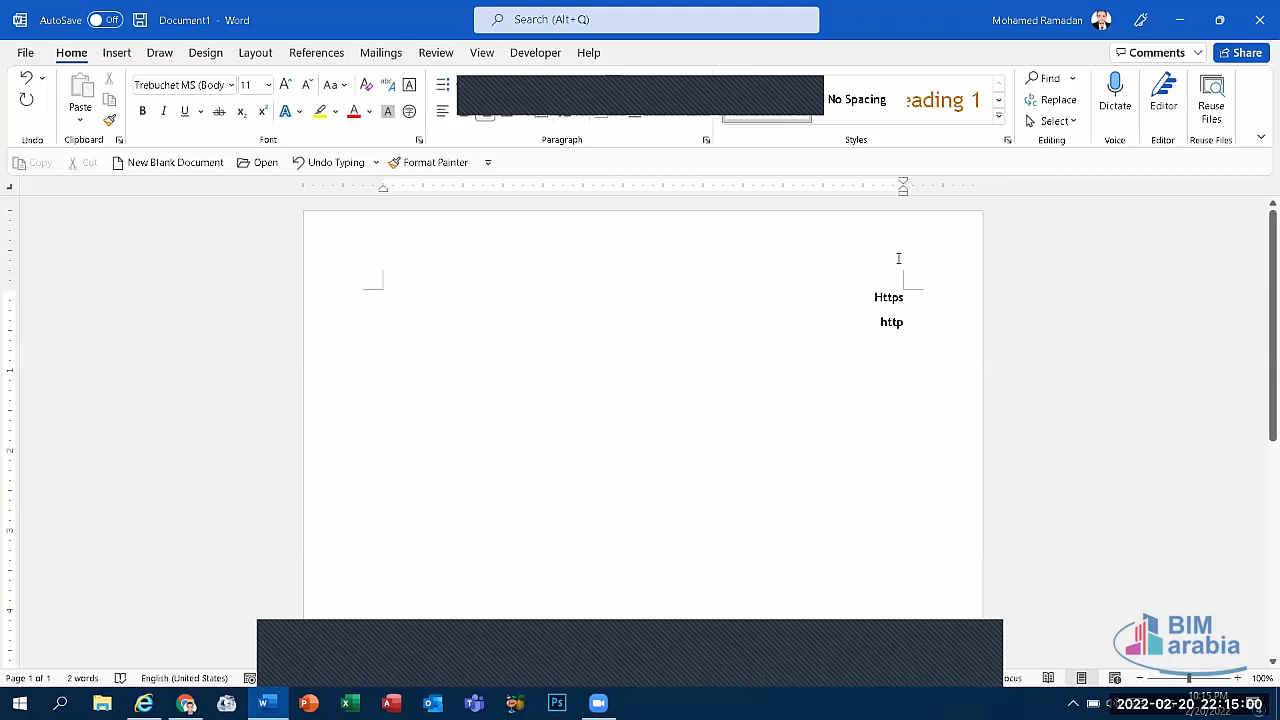 AutoSave Off Document1 - Word
Search (Alt+Q)
Mohamed Ramadan
File Home Insert Draw Design Layout References Mailings Review View Developer Help
Comments Share
Trebuchet MS (Body 11
Paste
No Spacing
eading 1
Find
Replace
Select
Dictate
Editor
Reuse
Files
Undo Clipboard Font Paragraph Styles Editing Voice Editor Reuse Files
Copy Cut New Blank Document Open Undo Typing Format Painter
Https
http
BIM
arabia
Page 1 of 1 2 words English (United States)
ocus
100%
10:15 PM
2022-02-20 22:15:00